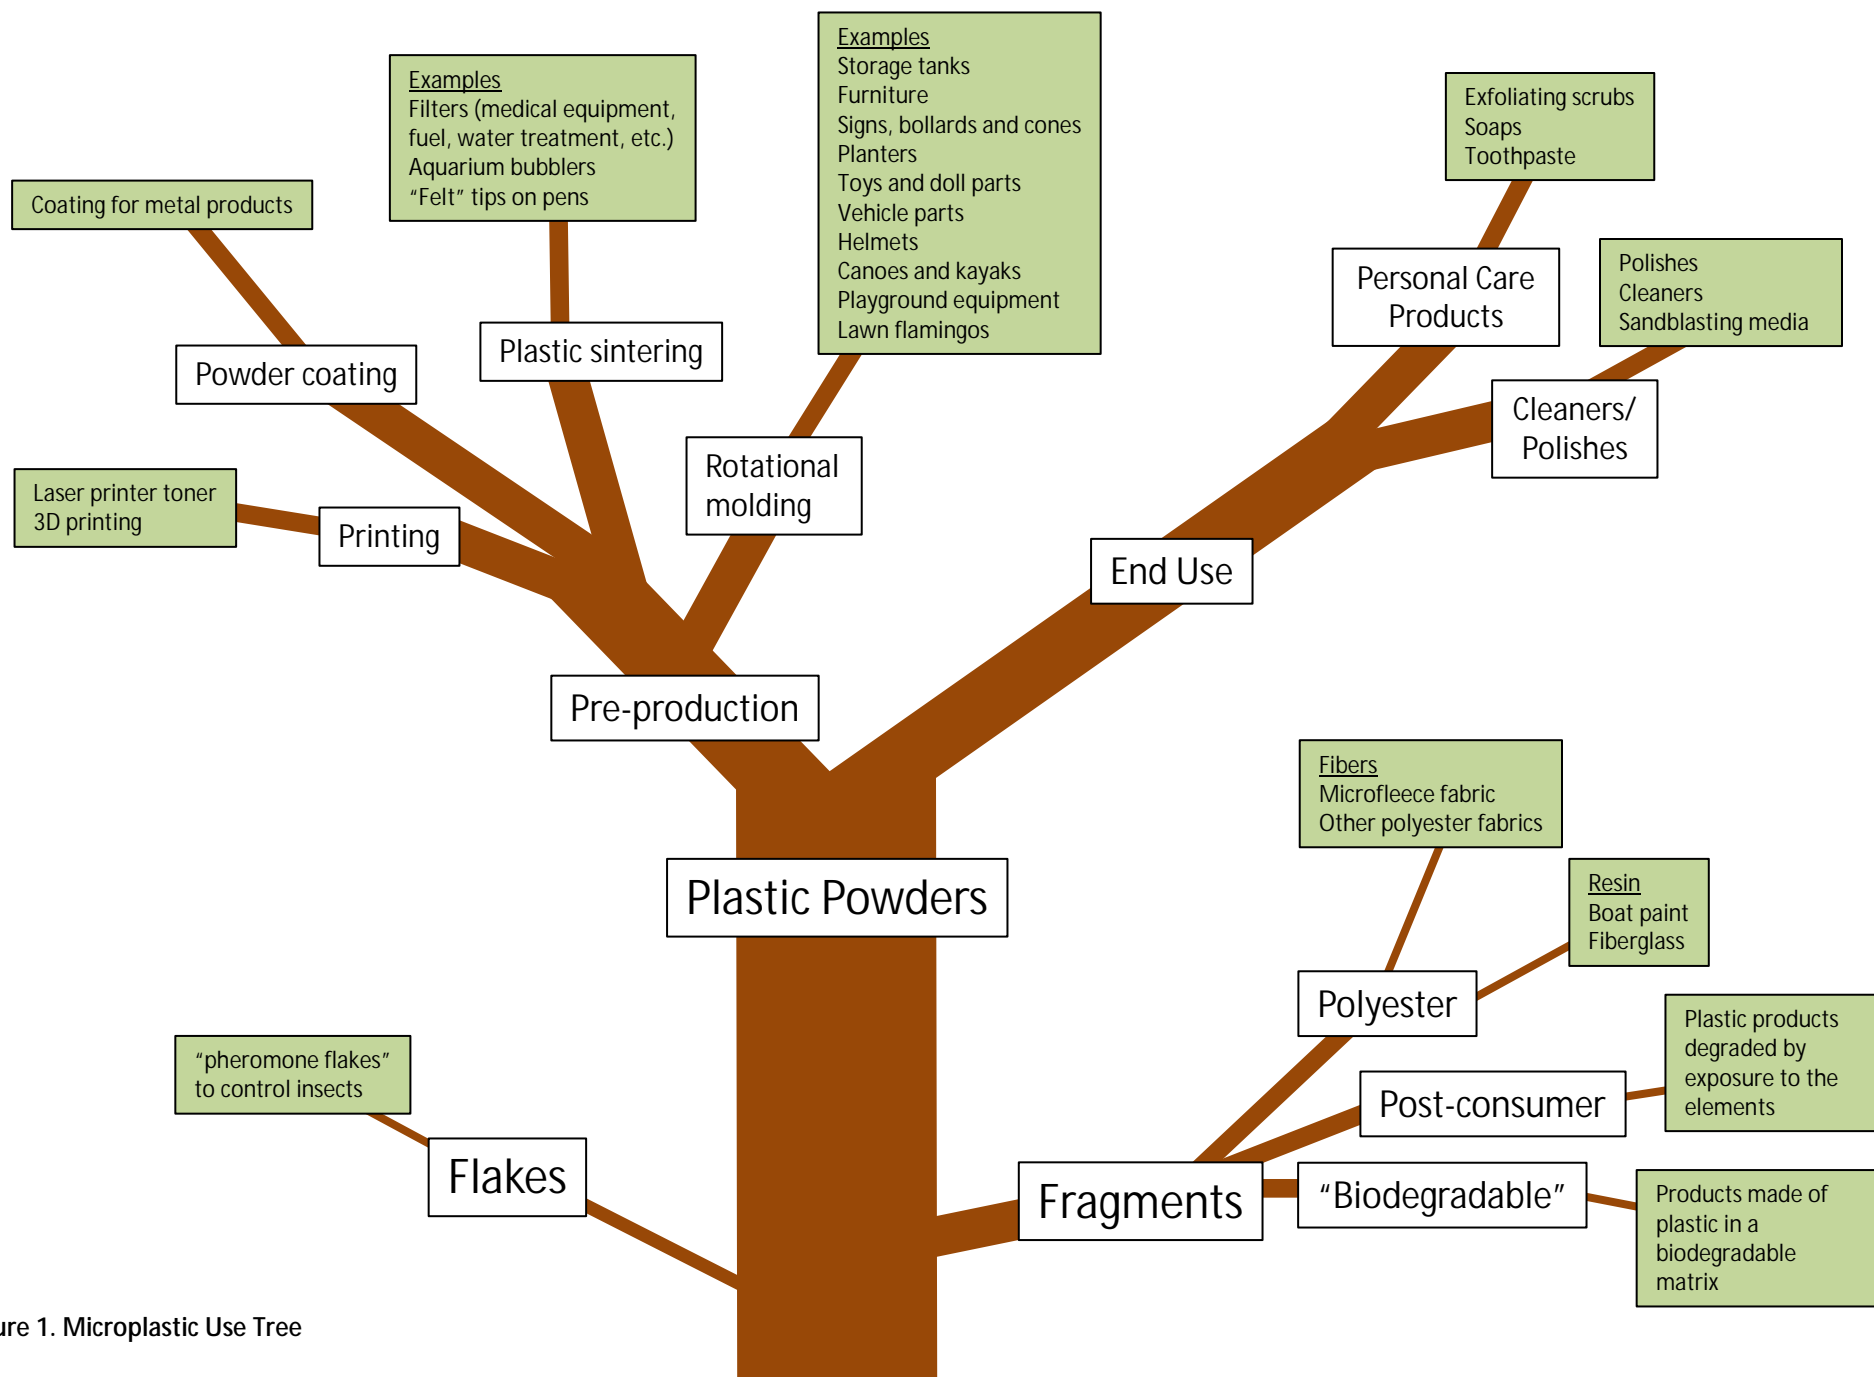 Examples
Storage tanks
Furniture
Signs, bollards and cones
Planters
Toys and doll parts
Vehicle parts
Helmets
Canoes and kayaks
Playground equipment
Lawn flamingos
Examples
Filters (medical equipment,
fuel, water treatment, etc.)
Aquarium bubblers
“Felt” tips on pens
Coating for metal products
Exfoliating scrubs
Soaps
Toothpaste
Polishes
Cleaners
Sandblasting media
Personal Care
Products
Powder coating
Plastic sintering
Cleaners/
Polishes
Rotational
molding
Laser printer toner
3D printing
Printing
End Use
Pre-production
Fibers
Microfleece fabric
Other polyester fabrics
Plastic Powders
Resin
Boat paint
Fiberglass
Polyester
Plastic products
degraded by
exposure to the
elements
Post-consumer
“pheromone flakes”
to control insects
Flakes
Fragments
“Biodegradable”
Products made of
plastic in a
biodegradable
matrix
ure 1. Microplastic Use Tree